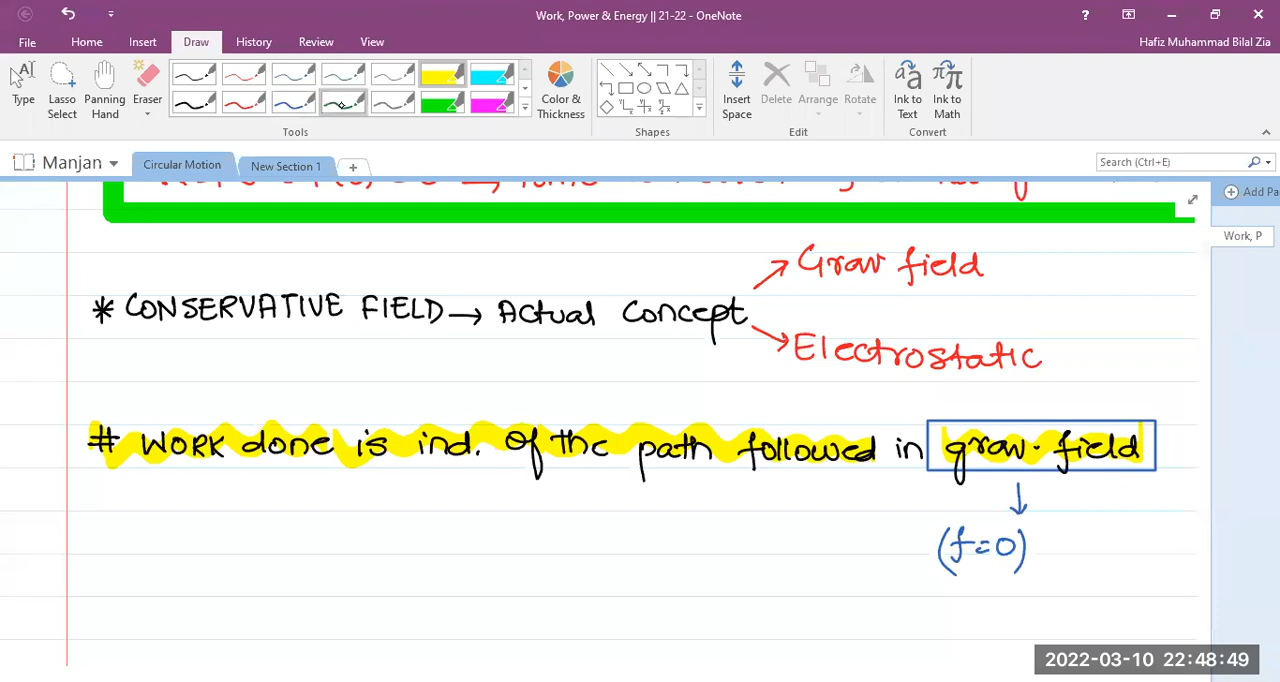 Work, Power & Energy || 21-22 - OneNote
Hafiz Muhammad Bilal Zia
File Home Insert Draw History Review View
Type Lasso Select Panning Hand Eraser Color & Thickness Insert Space Delete Arrange Rotate Ink to Text Ink to Math
Tools Shapes Edit Convert
Manjan Circular Motion New Section 1 Search (Ctrl+E)
Add Pa
Work, P
Grav field
* CONSERVATIVE FIELD → Actual Concept
Electrostatic
# WORK done is ind. Of the path followed in grav. field
(f=0)
2022-03-10 22:48:49